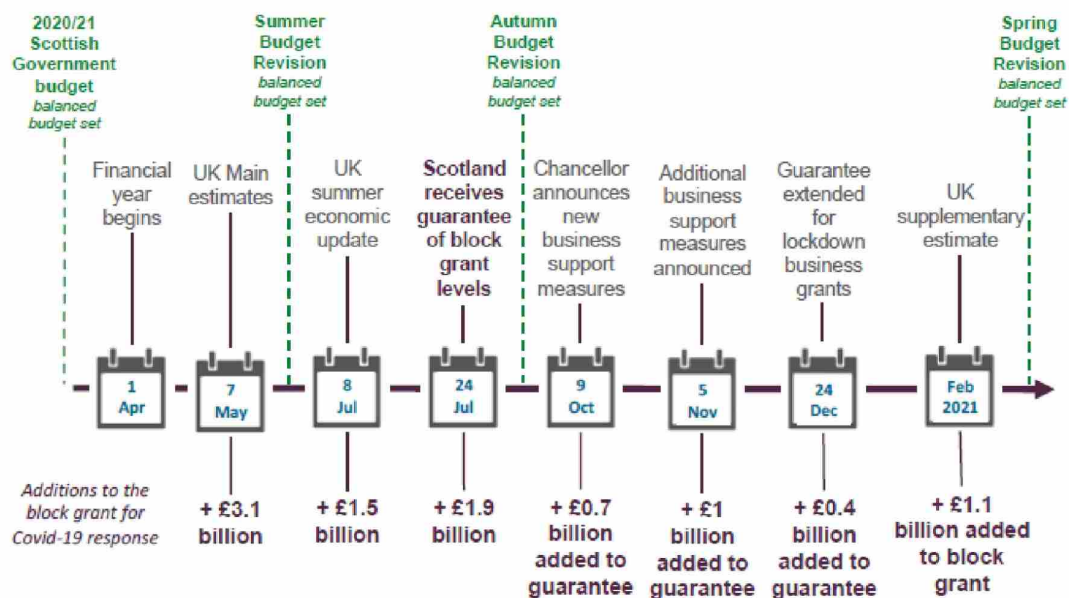 2020/21
Scottish
Government
budget
balanced
budget set
Summer
Budget
Revision
balanced
budget set
Autumn
Budget
Revision
balanced
budget set
Spring
Budget
Revision
balanced
budget set
Financial
year
begins
UK Main
estimates
UK
summer
economic
update
Scotland
receives
guarantee
of block
grant
levels
Chancellor
announces
new
business
support
measures
Additional
business
support
measures
announced
Guarantee
extended for
lockdown
business
grants
UK
supplementary
estimate
1
Apr
7
May
8
Jul
24
Jul
9
Oct
5
Nov
24
Dec
Feb
2021
Additions to the
block grant for
Covid-19 response
+ £3.1
billion
+ £1.5
billion
+ £1.9
billion
+ £0.7
billion
added to
guarantee
+ £1
billion
added to
guarantee
+ £0.4
billion
added to
guarantee
+ £1.1
billion added
to block
grant